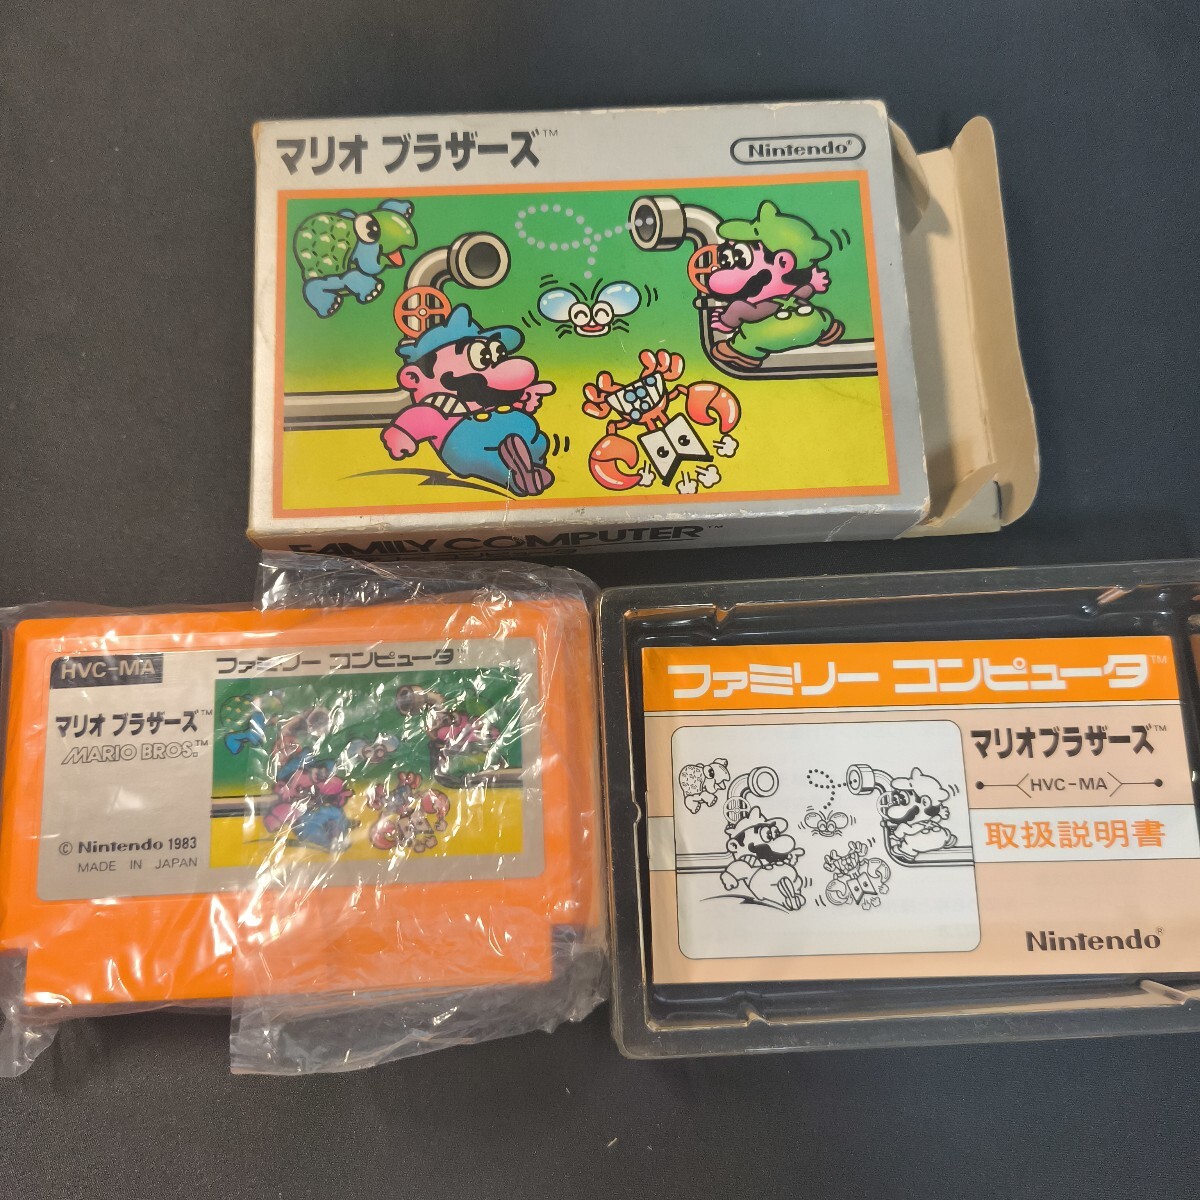 マリオ ブラザーズ™
Nintendo®
FAMILY COMPUTER™
HVC-MA
ファミリー コンピュータ™
マリオ ブラザーズ™
MARIO BROS.™
© Nintendo 1983
MADE IN JAPAN
ファミリー コンピュータ™
マリオブラザーズ™
HVC-MA
取扱説明書
Nintendo®